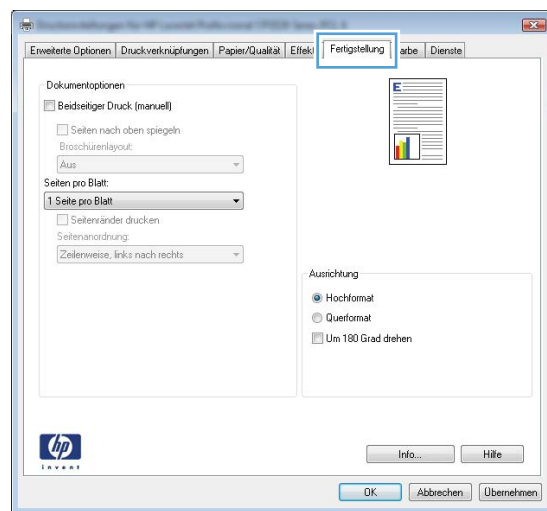 Erweiterte Optionen Druckverknüpfungen Papier/Qualität Effek Fertigstellung arbe Dienste
Dokumentoptionen
Beidseitiger Druck (manuell)
Seiten nach oben spiegeln
Broschürenlayout:
Aus
Seiten pro Blatt:
1 Seite pro Blatt
Seitenränder drucken
Seitenanordnung:
Zeilenweise, links nach rechts
E
Ausrichtung
Hochformat
Querformat
Um 180 Grad drehen
hp
invent
Info... Hilfe
OK Abbrechen Übernehmen